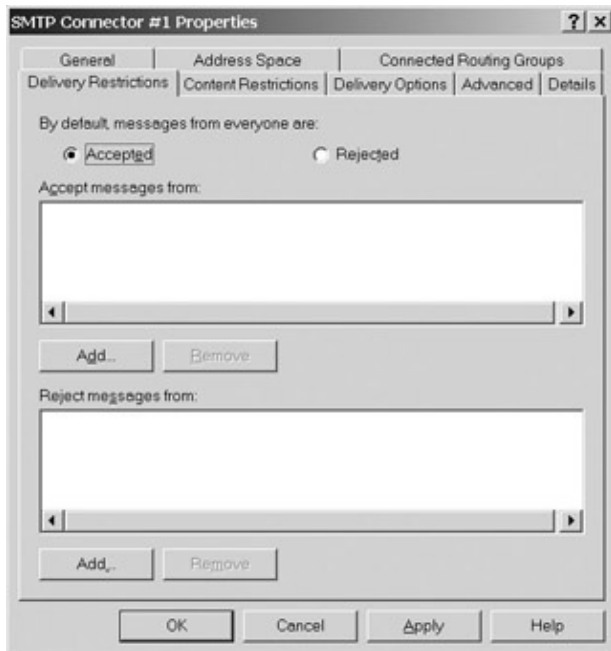 SMTP Connector #1 Properties
General Address Space Connected Routing Groups
Delivery Restrictions Content Restrictions Delivery Options Advanced Details
By default, messages from everyone are:
Accepted Rejected
Accept messages from:
Add... Remove
Reject messages from:
Add... Remove
OK Cancel Apply Help